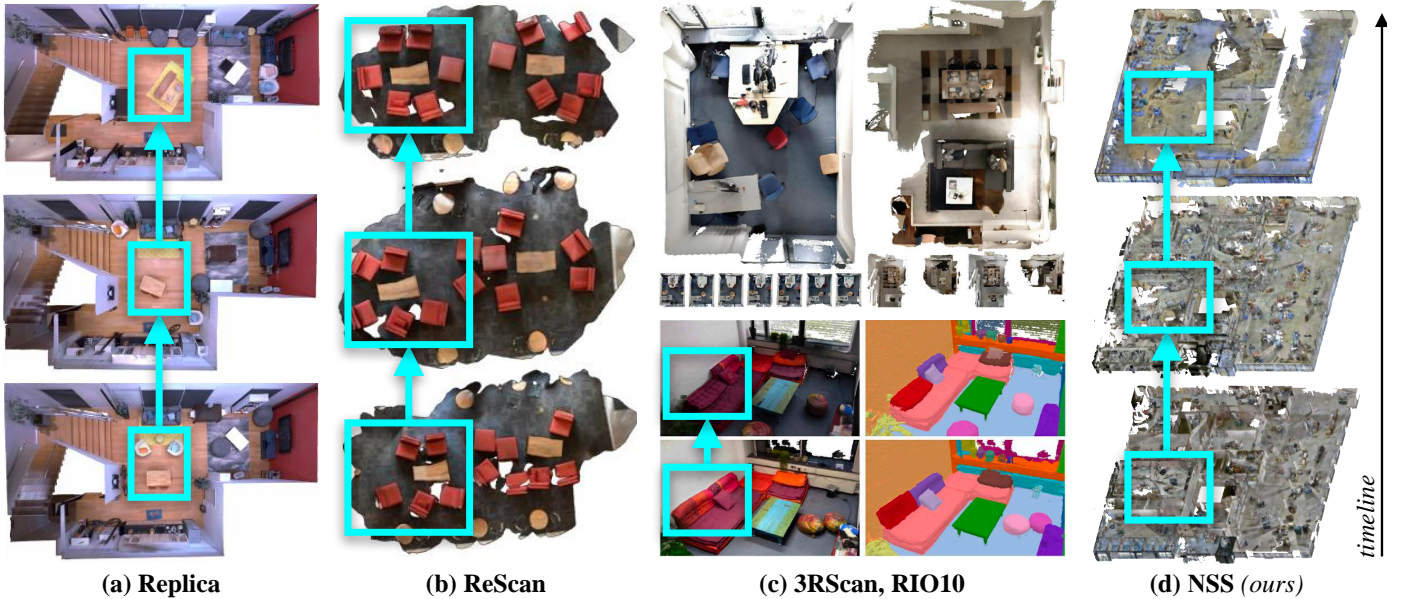 timeline
(a) Replica
(b) ReScan
(c) 3RScan, RIO10
(d) NSS (ours)